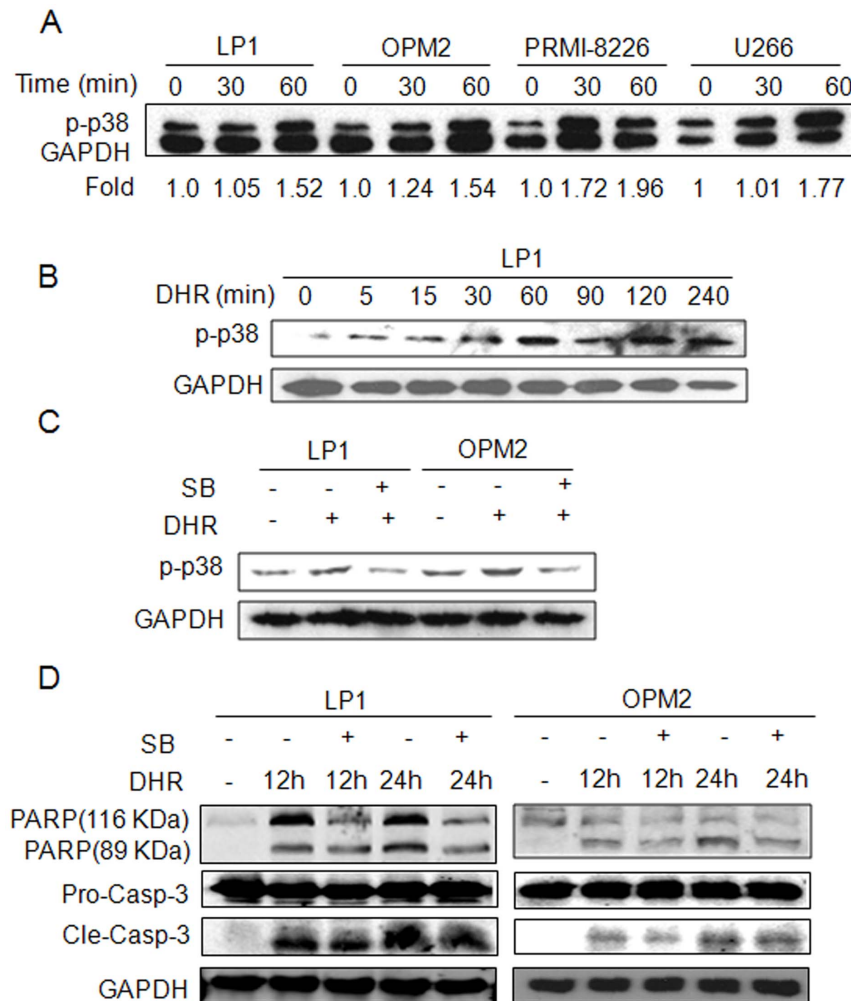 A
LP1 OPM2 PRMI-8226 U266
Time (min) 0 30 60 0 30 60 0 30 60 0 30 60
p-p38
GAPDH
Fold 1.0 1.05 1.52 1.0 1.24 1.54 1.0 1.72 1.96 1 1.01 1.77
B
LP1
DHR (min) 0 5 15 30 60 90 120 240
p-p38
GAPDH
C
LP1 OPM2
SB - - + - - +
DHR - + + - + +
p-p38
GAPDH
D
LP1 OPM2
SB - - + - + - - + - +
DHR - 12h 12h 24h 24h - 12h 12h 24h 24h
PARP(116 KDa)
PARP(89 KDa)
Pro-Casp-3
Cle-Casp-3
GAPDH